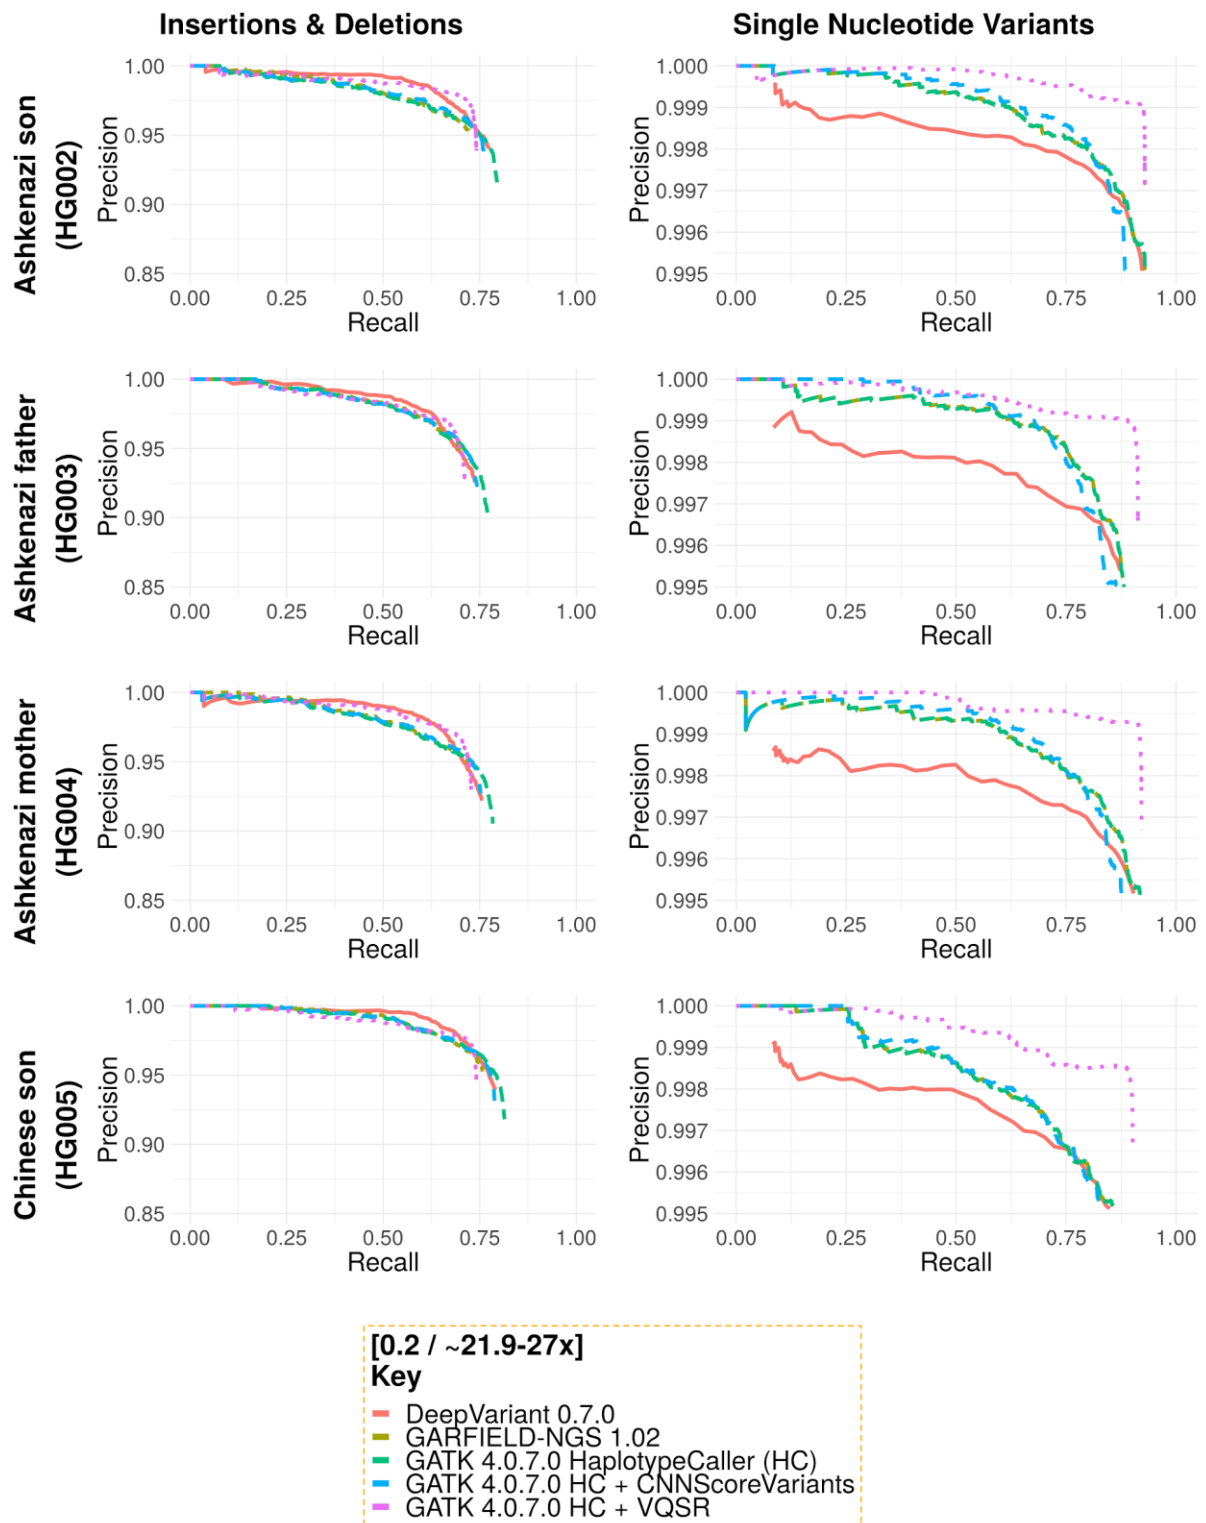 Insertions & Deletions
Single Nucleotide Variants
Ashkenazi son
(HG002)
Precision
1.00
0.95
0.90
0.85
0.00 0.25 0.50 0.75 1.00
Recall
Precision
1.000
0.999
0.998
0.997
0.996
0.995
0.00 0.25 0.50 0.75 1.00
Recall
Ashkenazi father
(HG003)
Precision
1.00
0.95
0.90
0.85
0.00 0.25 0.50 0.75 1.00
Recall
Precision
1.000
0.999
0.998
0.997
0.996
0.995
0.00 0.25 0.50 0.75 1.00
Recall
Ashkenazi mother
(HG004)
Precision
1.00
0.95
0.90
0.85
0.00 0.25 0.50 0.75 1.00
Recall
Precision
1.000
0.999
0.998
0.997
0.996
0.995
0.00 0.25 0.50 0.75 1.00
Recall
Chinese son
(HG005)
Precision
1.00
0.95
0.90
0.85
0.00 0.25 0.50 0.75 1.00
Recall
Precision
1.000
0.999
0.998
0.997
0.996
0.995
0.00 0.25 0.50 0.75 1.00
Recall
[0.2 / ~21.9-27x]
Key
DeepVariant 0.7.0
GARFIELD-NGS 1.02
GATK 4.0.7.0 HaplotypeCaller (HC)
GATK 4.0.7.0 HC + CNNScoreVariants
GATK 4.0.7.0 HC + VQSR